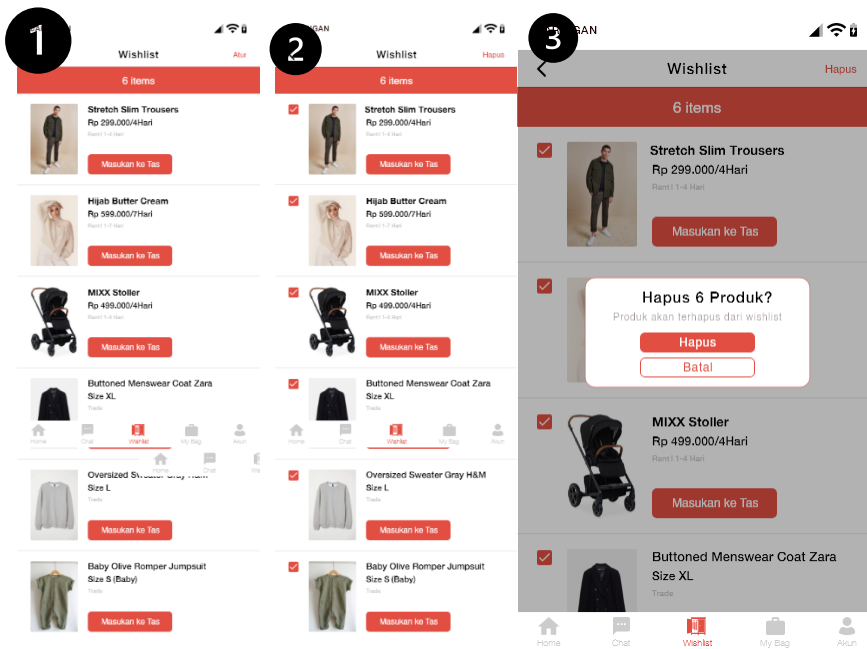 1
Wishlist
Atur
6 items
Stretch Slim Trousers
Rp 299.000/4Hari
Rent | 1-4 Hari
Masukan ke Tas
Hijab Butter Cream
Rp 599.000/7Hari
Rent | 1-7 Hari
Masukan ke Tas
MIXX Stoller
Rp 499.000/4Hari
Masukan ke Tas
Buttoned Menswear Coat Zara
Size XL
Trade
Home
Chat
Wishlist
My Bag
Akun
Home
Chat
Oversized Sweater Gray H&M
Size L
Trade
Masukan ke Tas
Baby Olive Romper Jumpsuit
Size S (Baby)
Trade
Masukan ke Tas
2
GAN
Wishlist
Hapus
6 items
Stretch Slim Trousers
Rp 299.000/4Hari
Rent | 1-4 Hari
Masukan ke Tas
Hijab Butter Cream
Rp 599.000/7Hari
Rent | 1-7 Hari
Masukan ke Tas
MIXX Stoller
Rp 499.000/4Hari
Rent | 1-4 Hari
Masukan ke Tas
Buttoned Menswear Coat Zara
Size XL
Trade
Home
Chat
Wishlist
My Bag
Akun
Oversized Sweater Gray H&M
Size L
Trade
Masukan ke Tas
Baby Olive Romper Jumpsuit
Size S (Baby)
Trade
Masukan ke Tas
3
GAN
Wishlist
Hapus
6 items
Stretch Slim Trousers
Rp 299.000/4Hari
Rent | 1-4 Hari
Masukan ke Tas
Hapus 6 Produk?
Produk akan terhapus dari wishlist
Hapus
Batal
MIXX Stoller
Rp 499.000/4Hari
Rent | 1-4 Hari
Masukan ke Tas
Buttoned Menswear Coat Zara
Size XL
Trade
Home
Chat
Wishlist
My Bag
Akun